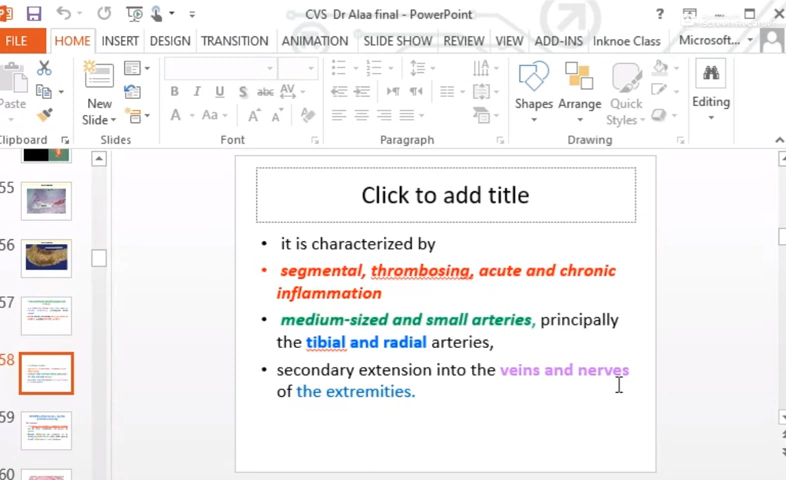 CVS Dr Alaa final - PowerPoint
FILE HOME INSERT DESIGN TRANSITION ANIMATION SLIDE SHOW REVIEW VIEW ADD-INS Inknoe Class Microsoft...
Paste
New
Slide
B I U S abc AV
A Aa A A
Shapes Arrange Quick
Styles
Editing
Clipboard Slides Font Paragraph Drawing
55
56
57
58
59
60
Click to add title
• it is characterized by
• segmental, thrombosing, acute and chronic
inflammation
• medium-sized and small arteries, principally
the tibial and radial arteries,
• secondary extension into the veins and nerves
of the extremities.